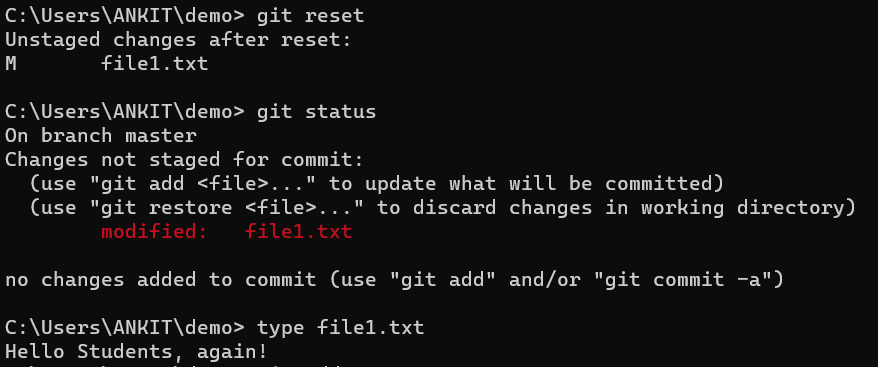 C:\Users\ANKIT\demo> git reset
Unstaged changes after reset:
M       file1.txt
C:\Users\ANKIT\demo> git status
On branch master
Changes not staged for commit:
  (use "git add <file>..." to update what will be committed)
  (use "git restore <file>..." to discard changes in working directory)
        modified:   file1.txt
no changes added to commit (use "git add" and/or "git commit -a")
C:\Users\ANKIT\demo> type file1.txt
Hello Students, again!